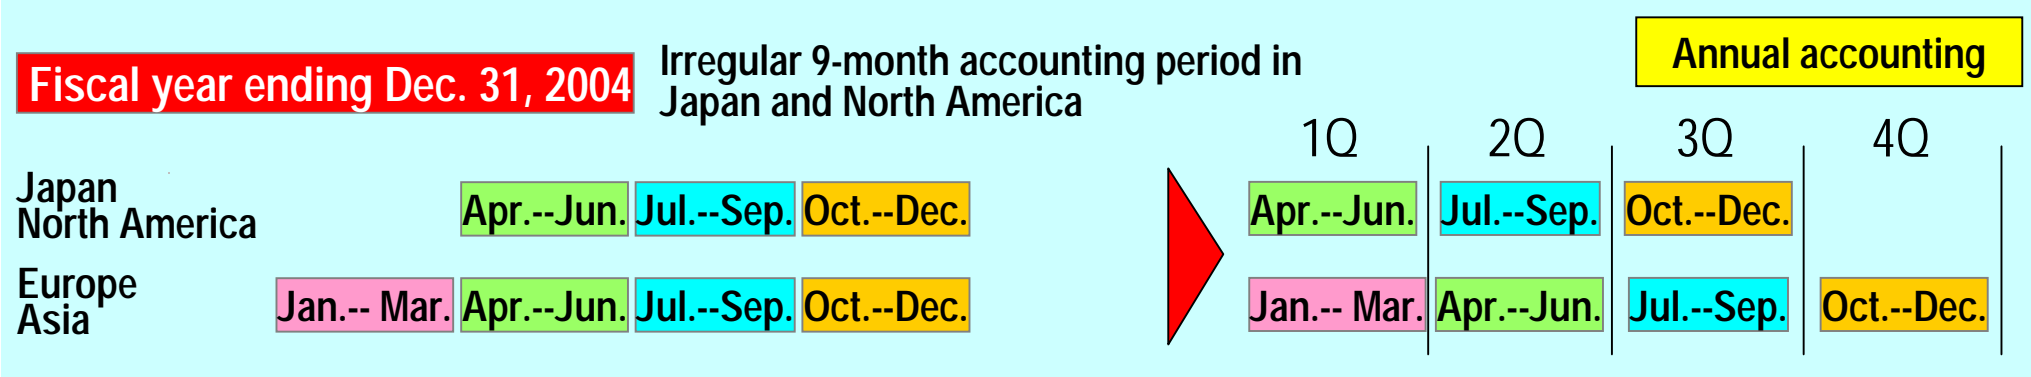 Fiscal year ending Dec. 31, 2004
Irregular 9-month accounting period in
Japan and North America
Annual accounting
1Q 2Q 3Q 4Q
Japan
North America
Apr.--Jun. Jul.--Sep. Oct.--Dec. Apr.--Jun. Jul.--Sep. Oct.--Dec.
Europe
Asia
Jan.-- Mar. Apr.--Jun. Jul.--Sep. Oct.--Dec. Jan.-- Mar. Apr.--Jun. Jul.--Sep. Oct.--Dec.